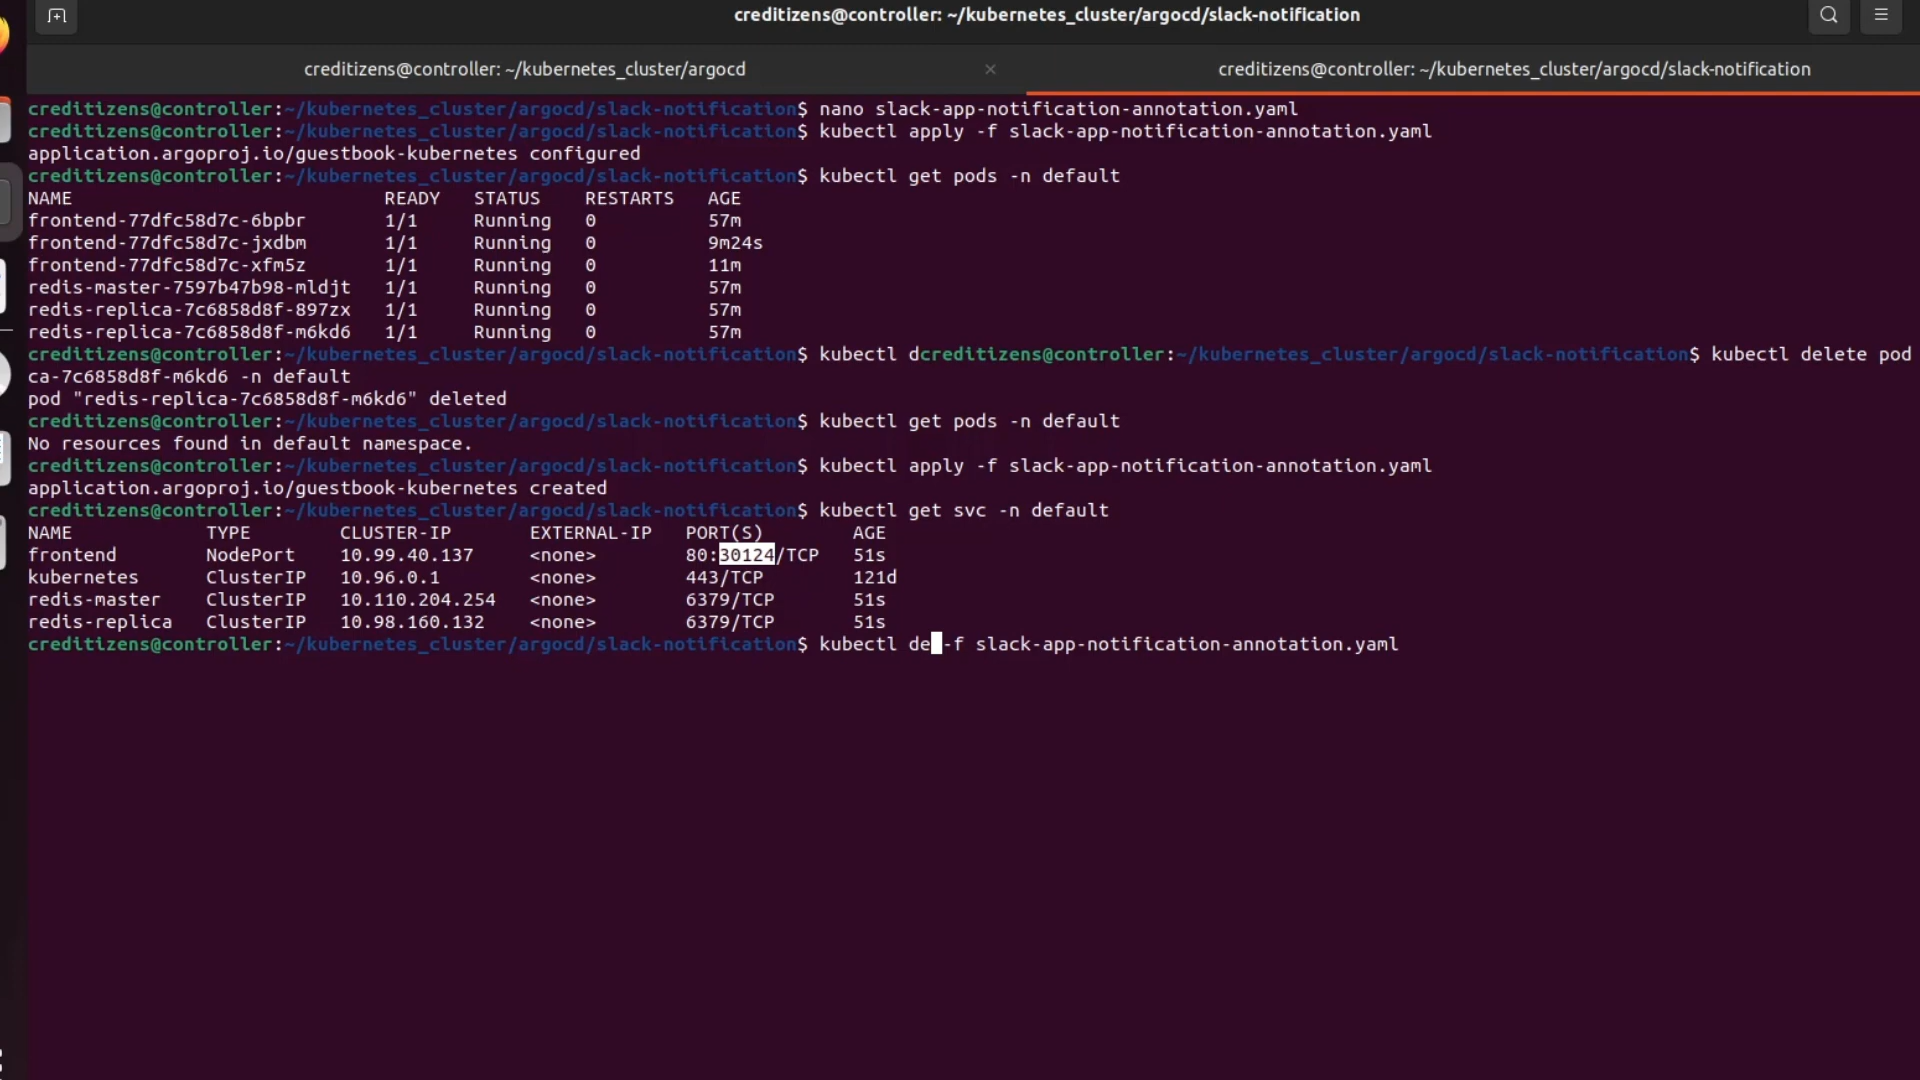 creditizens@controller: ~/kubernetes_cluster/argocd/slack-notification
creditizens@controller: ~/kubernetes_cluster/argocd
creditizens@controller: ~/kubernetes_cluster/argocd/slack-notification
creditizens@controller:~/kubernetes_cluster/argocd/slack-notification$ nano slack-app-notification-annotation.yaml
creditizens@controller:~/kubernetes_cluster/argocd/slack-notification$ kubectl apply -f slack-app-notification-annotation.yaml
application.argoproj.io/guestbook-kubernetes configured
creditizens@controller:~/kubernetes_cluster/argocd/slack-notification$ kubectl get pods -n default
NAME READY STATUS RESTARTS AGE
frontend-77dfc58d7c-6bpbr 1/1 Running 0 57m
frontend-77dfc58d7c-jxdbm 1/1 Running 0 9m24s
frontend-77dfc58d7c-xfm5z 1/1 Running 0 11m
redis-master-7597b47b98-mldjt 1/1 Running 0 57m
redis-replica-7c6858d8f-897zx 1/1 Running 0 57m
redis-replica-7c6858d8f-m6kd6 1/1 Running 0 57m
creditizens@controller:~/kubernetes_cluster/argocd/slack-notification$ kubectl dcreditizens@controller:~/kubernetes_cluster/argocd/slack-notification$ kubectl delete pod
ca-7c6858d8f-m6kd6 -n default
pod "redis-replica-7c6858d8f-m6kd6" deleted
creditizens@controller:~/kubernetes_cluster/argocd/slack-notification$ kubectl get pods -n default
No resources found in default namespace.
creditizens@controller:~/kubernetes_cluster/argocd/slack-notification$ kubectl apply -f slack-app-notification-annotation.yaml
application.argoproj.io/guestbook-kubernetes created
creditizens@controller:~/kubernetes_cluster/argocd/slack-notification$ kubectl get svc -n default
NAME TYPE CLUSTER-IP EXTERNAL-IP PORT(S) AGE
frontend NodePort 10.99.40.137 <none> 80:30124/TCP 51s
kubernetes ClusterIP 10.96.0.1 <none> 443/TCP 121d
redis-master ClusterIP 10.110.204.254 <none> 6379/TCP 51s
redis-replica ClusterIP 10.98.160.132 <none> 6379/TCP 51s
creditizens@controller:~/kubernetes_cluster/argocd/slack-notification$ kubectl de -f slack-app-notification-annotation.yaml